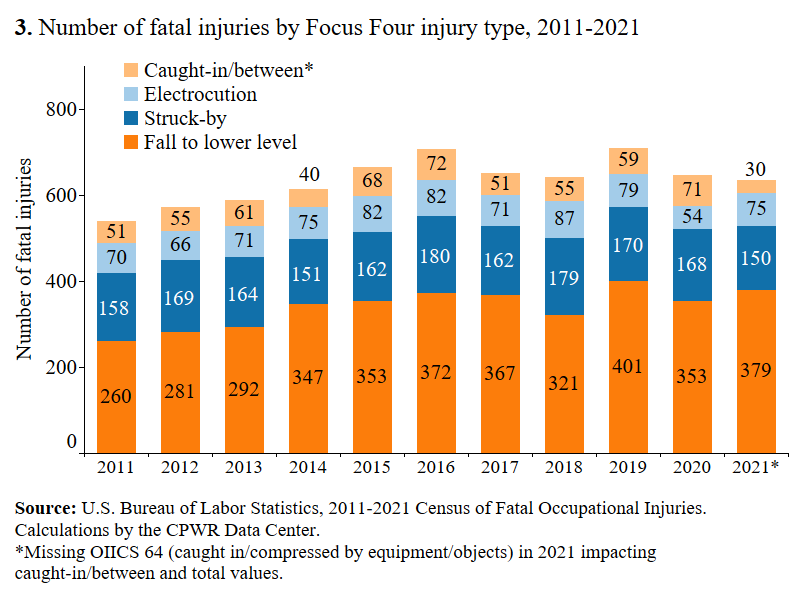 3. Number of fatal injuries by Focus Four injury type, 2011-2021
Caught-in/between*
Electrocution
Struck-by
Fall to lower level
Number of fatal injuries
800
600
400
200
0
51 55 61 40 68 72 51 55 59 71 30
70 66 71 75 82 82 71 87 79 54 75
158 169 164 151 162 180 162 179 170 168 150
260 281 292 347 353 372 367 321 401 353 379
2011 2012 2013 2014 2015 2016 2017 2018 2019 2020 2021*
Source: U.S. Bureau of Labor Statistics, 2011-2021 Census of Fatal Occupational Injuries.
Calculations by the CPWR Data Center.
*Missing OIICS 64 (caught in/compressed by equipment/objects) in 2021 impacting
caught-in/between and total values.